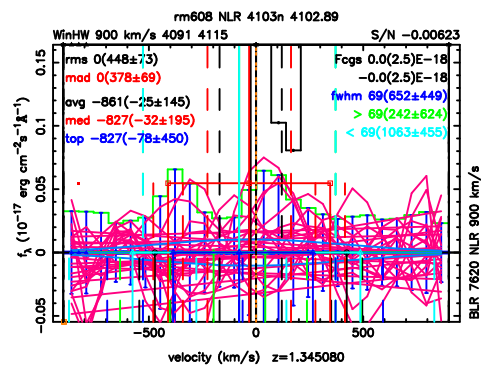 rm608 NLR 4103n 4102.89
WinHW 900 km/s 4091 4115
S/N −0.00623
rms 0(448±73)
mad 0(378±69)
avg −861(−25±145)
med −827(−32±195)
top −827(−78±450)
Fcgs 0.0(2.5)E−18
−0.0(2.5)E−18
fwhm 69(652±449)
> 69(242±624)
< 69(1063±455)
0.15
0.1
0.05
0
−0.05
fλ (10⁻¹⁷ erg cm⁻²s⁻¹Å⁻¹)
−500
0
500
velocity (km/s) z=1.345080
BLR 7620 NLR 900 km/s